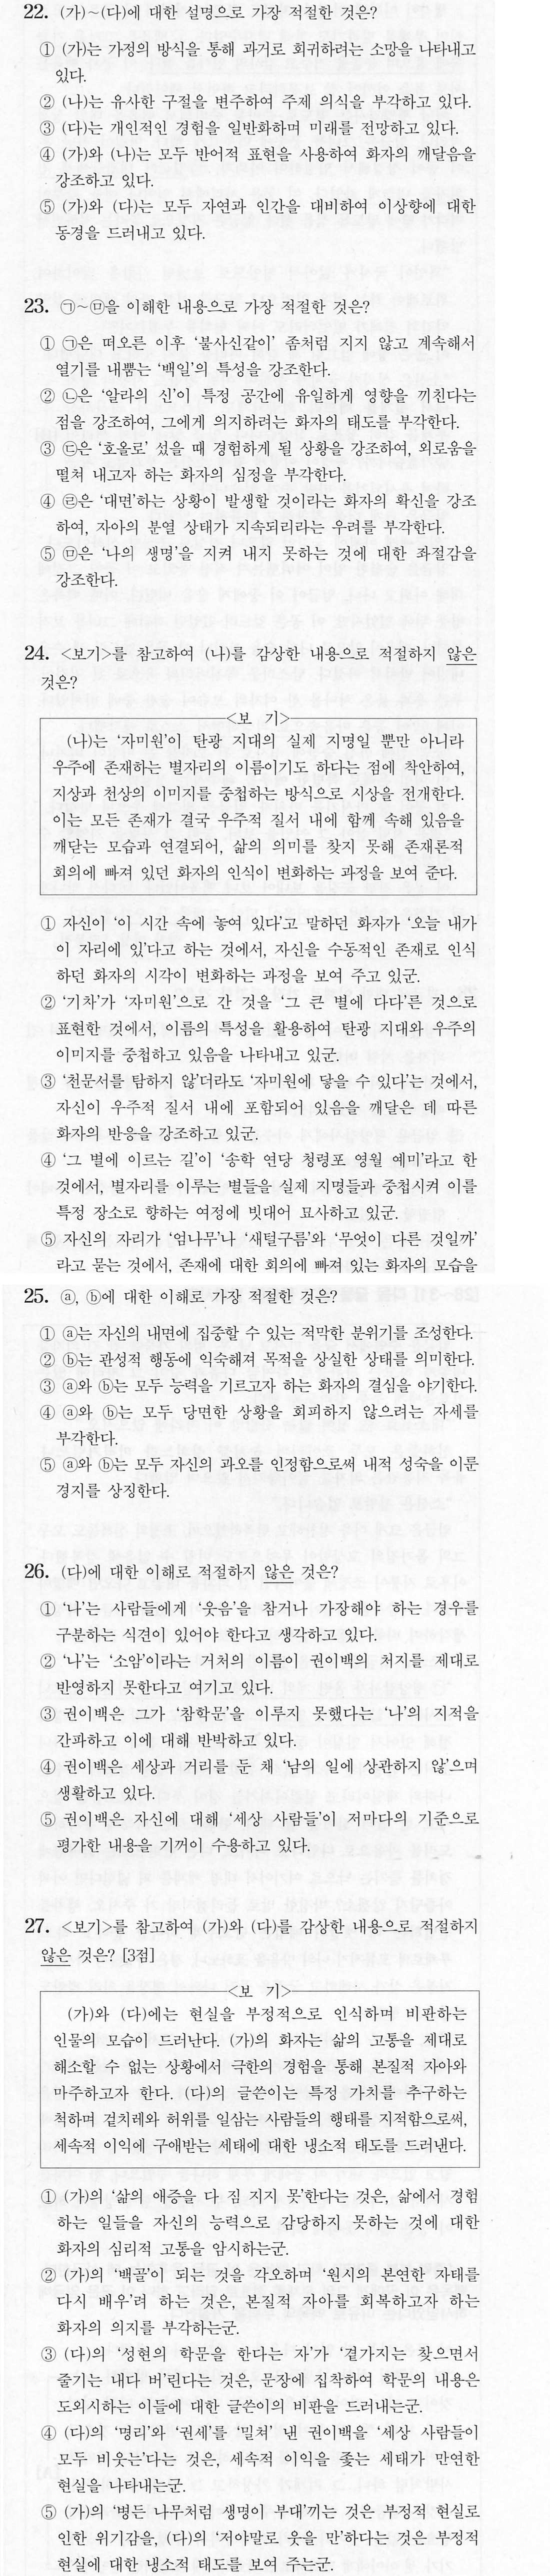 22. (가)~(다)에 대한 설명으로 가장 적절한 것은?
① (가)는 가정의 방식을 통해 과거로 회귀하려는 소망을 나타내고
있다.
② (나)는 유사한 구절을 변주하여 주제 의식을 부각하고 있다.
③ (다)는 개인적인 경험을 일반화하며 미래를 전망하고 있다.
④ (가)와 (나)는 모두 반어적 표현을 사용하여 화자의 깨달음을
강조하고 있다.
⑤ (가)와 (다)는 모두 자연과 인간을 대비하여 이상향에 대한
동경을 드러내고 있다.
23. ㉠~㉤을 이해한 내용으로 가장 적절한 것은?
① ㉠은 떠오른 이후 '불사신같이' 좀처럼 지지 않고 계속해서
열기를 내뿜는 '백일'의 특성을 강조한다.
② ㉡은 '알라의 신'이 특정 공간에 유일하게 영향을 끼친다는
점을 강조하여, 그에게 의지하려는 화자의 태도를 부각한다.
③ ㉢은 '호올로' 섰을 때 경험하게 될 상황을 강조하여, 외로움을
떨쳐 내고자 하는 화자의 심정을 부각한다.
④ ㉣은 '대면'하는 상황이 발생할 것이라는 화자의 확신을 강조
하여, 자아의 분열 상태가 지속되리라는 우려를 부각한다.
⑤ ㉤은 '나의 생명'을 지켜 내지 못하는 것에 대한 좌절감을
강조한다.
24. <보기>를 참고하여 (나)를 감상한 내용으로 적절하지 않은
것은?
<보 기>
(나)는 '자미원'이 탄광 지대의 실제 지명일 뿐만 아니라
우주에 존재하는 별자리의 이름이기도 하다는 점에 착안하여,
지상과 천상의 이미지를 중첩하는 방식으로 시상을 전개한다.
이는 모든 존재가 결국 우주적 질서 내에 함께 속해 있음을
깨닫는 모습과 연결되어, 삶의 의미를 찾지 못해 존재론적
회의에 빠져 있던 화자의 인식이 변화하는 과정을 보여 준다.
① 자신이 '이 시간 속에 놓여 있다'고 말하던 화자가 '오늘 내가
이 자리에 있'다고 하는 것에서, 자신을 수동적인 존재로 인식
하던 화자의 시각이 변화하는 과정을 보여 주고 있군.
② '기차'가 '자미원'으로 간 것을 '그 큰 별에 다다'른 것으로
표현한 것에서, 이름의 특성을 활용하여 탄광 지대와 우주의
이미지를 중첩하고 있음을 나타내고 있군.
③ '천문서를 탐하지 않'더라도 '자미원에 닿을 수 있다'는 것에서,
자신이 우주적 질서 내에 포함되어 있음을 깨달은 데 따른
화자의 반응을 강조하고 있군.
④ '그 별에 이르는 길'이 '송학 연당 청령포 영월 예미'라고 한
것에서, 별자리를 이루는 별들을 실제 지명들과 중첩시켜 이를
특정 장소로 향하는 여정에 빗대어 묘사하고 있군.
⑤ 자신의 자리가 '엄나무'나 '새털구름'과 '무엇이 다른 것일까'
라고 묻는 것에서, 존재에 대한 회의에 빠져 있는 화자의 모습을
25. ⓐ, ⓑ에 대한 이해로 가장 적절한 것은?
① ⓐ는 자신의 내면에 집중할 수 있는 적막한 분위기를 조성한다.
② ⓑ는 관성적 행동에 익숙해져 목적을 상실한 상태를 의미한다.
③ ⓐ와 ⓑ는 모두 능력을 기르고자 하는 화자의 결심을 야기한다.
④ ⓐ와 ⓑ는 모두 당면한 상황을 회피하지 않으려는 자세를
부각한다.
⑤ ⓐ와 ⓑ는 모두 자신의 과오를 인정함으로써 내적 성숙을 이룬
경지를 상징한다.
26. (다)에 대한 이해로 적절하지 않은 것은?
① '나'는 사람들에게 '웃음'을 참거나 가장해야 하는 경우를
구분하는 식견이 있어야 한다고 생각하고 있다.
② '나'는 '소암'이라는 거처의 이름이 권이백의 처지를 제대로
반영하지 못한다고 여기고 있다.
③ 권이백은 그가 '참학문'을 이루지 못했다는 '나'의 지적을
간파하고 이에 대해 반박하고 있다.
④ 권이백은 세상과 거리를 둔 채 '남의 일에 상관하지 않'으며
생활하고 있다.
⑤ 권이백은 자신에 대해 '세상 사람들'이 저마다의 기준으로
평가한 내용을 기꺼이 수용하고 있다.
27. <보기>를 참고하여 (가)와 (다)를 감상한 내용으로 적절하지
않은 것은? [3점]
<보 기>
(가)와 (다)에는 현실을 부정적으로 인식하며 비판하는
인물의 모습이 드러난다. (가)의 화자는 삶의 고통을 제대로
해소할 수 없는 상황에서 극한의 경험을 통해 본질적 자아와
마주하고자 한다. (다)의 글쓴이는 특정 가치를 추구하는
척하며 겉치레와 허위를 일삼는 사람들의 행태를 지적함으로써,
세속적 이익에 구애받는 세태에 대한 냉소적 태도를 드러낸다.
① (가)의 '삶의 애증을 다 짐 지지 못'한다는 것은, 삶에서 경험
하는 일들을 자신의 능력으로 감당하지 못하는 것에 대한
화자의 심리적 고통을 암시하는군.
② (가)의 '백골'이 되는 것을 각오하며 '원시의 본연한 자태를
다시 배우'려 하는 것은, 본질적 자아를 회복하고자 하는
화자의 의지를 부각하는군.
③ (다)의 '성현의 학문을 한다는 자'가 '곁가지는 찾으면서
줄기는 내다 버'린다는 것은, 문장에 집착하여 학문의 내용은
도외시하는 이들에 대한 글쓴이의 비판을 드러내는군.
④ (다)의 '명리'와 '권세'를 '밀쳐' 낸 권이백을 '세상 사람들이
모두 비웃는'다는 것은, 세속적 이익을 좇는 세태가 만연한
현실을 나타내는군.
⑤ (가)의 '병든 나무처럼 생명이 부대'끼는 것은 부정적 현실로
인한 위기감을, (다)의 '저야말로 웃을 만'하다는 것은 부정적
현실에 대한 냉소적 태도를 보여 주는군.